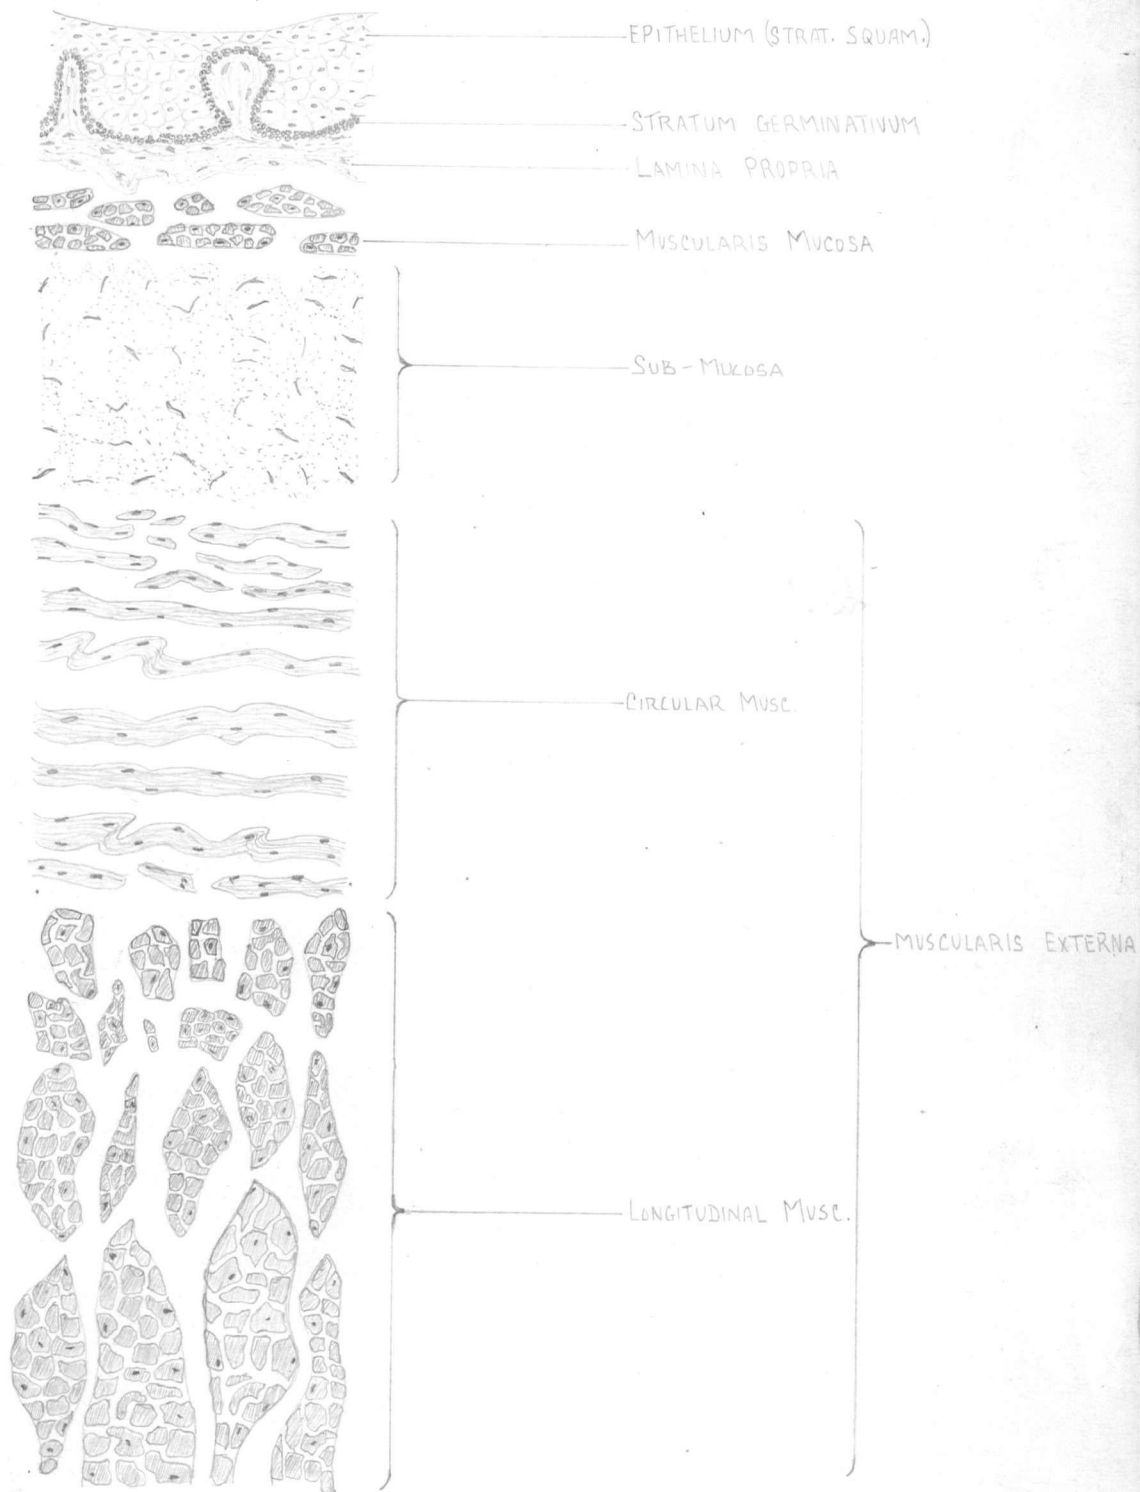 EPITHELIUM (STRAT. SQUAM.)
STRATUM GERMINATIVUM
LAMINA PROPRIA
MUSCULARIS MUCOSA
SUB-MUCOSA
CIRCULAR MUSC.
MUSCULARIS EXTERNA
LONGITUDINAL MUSC.